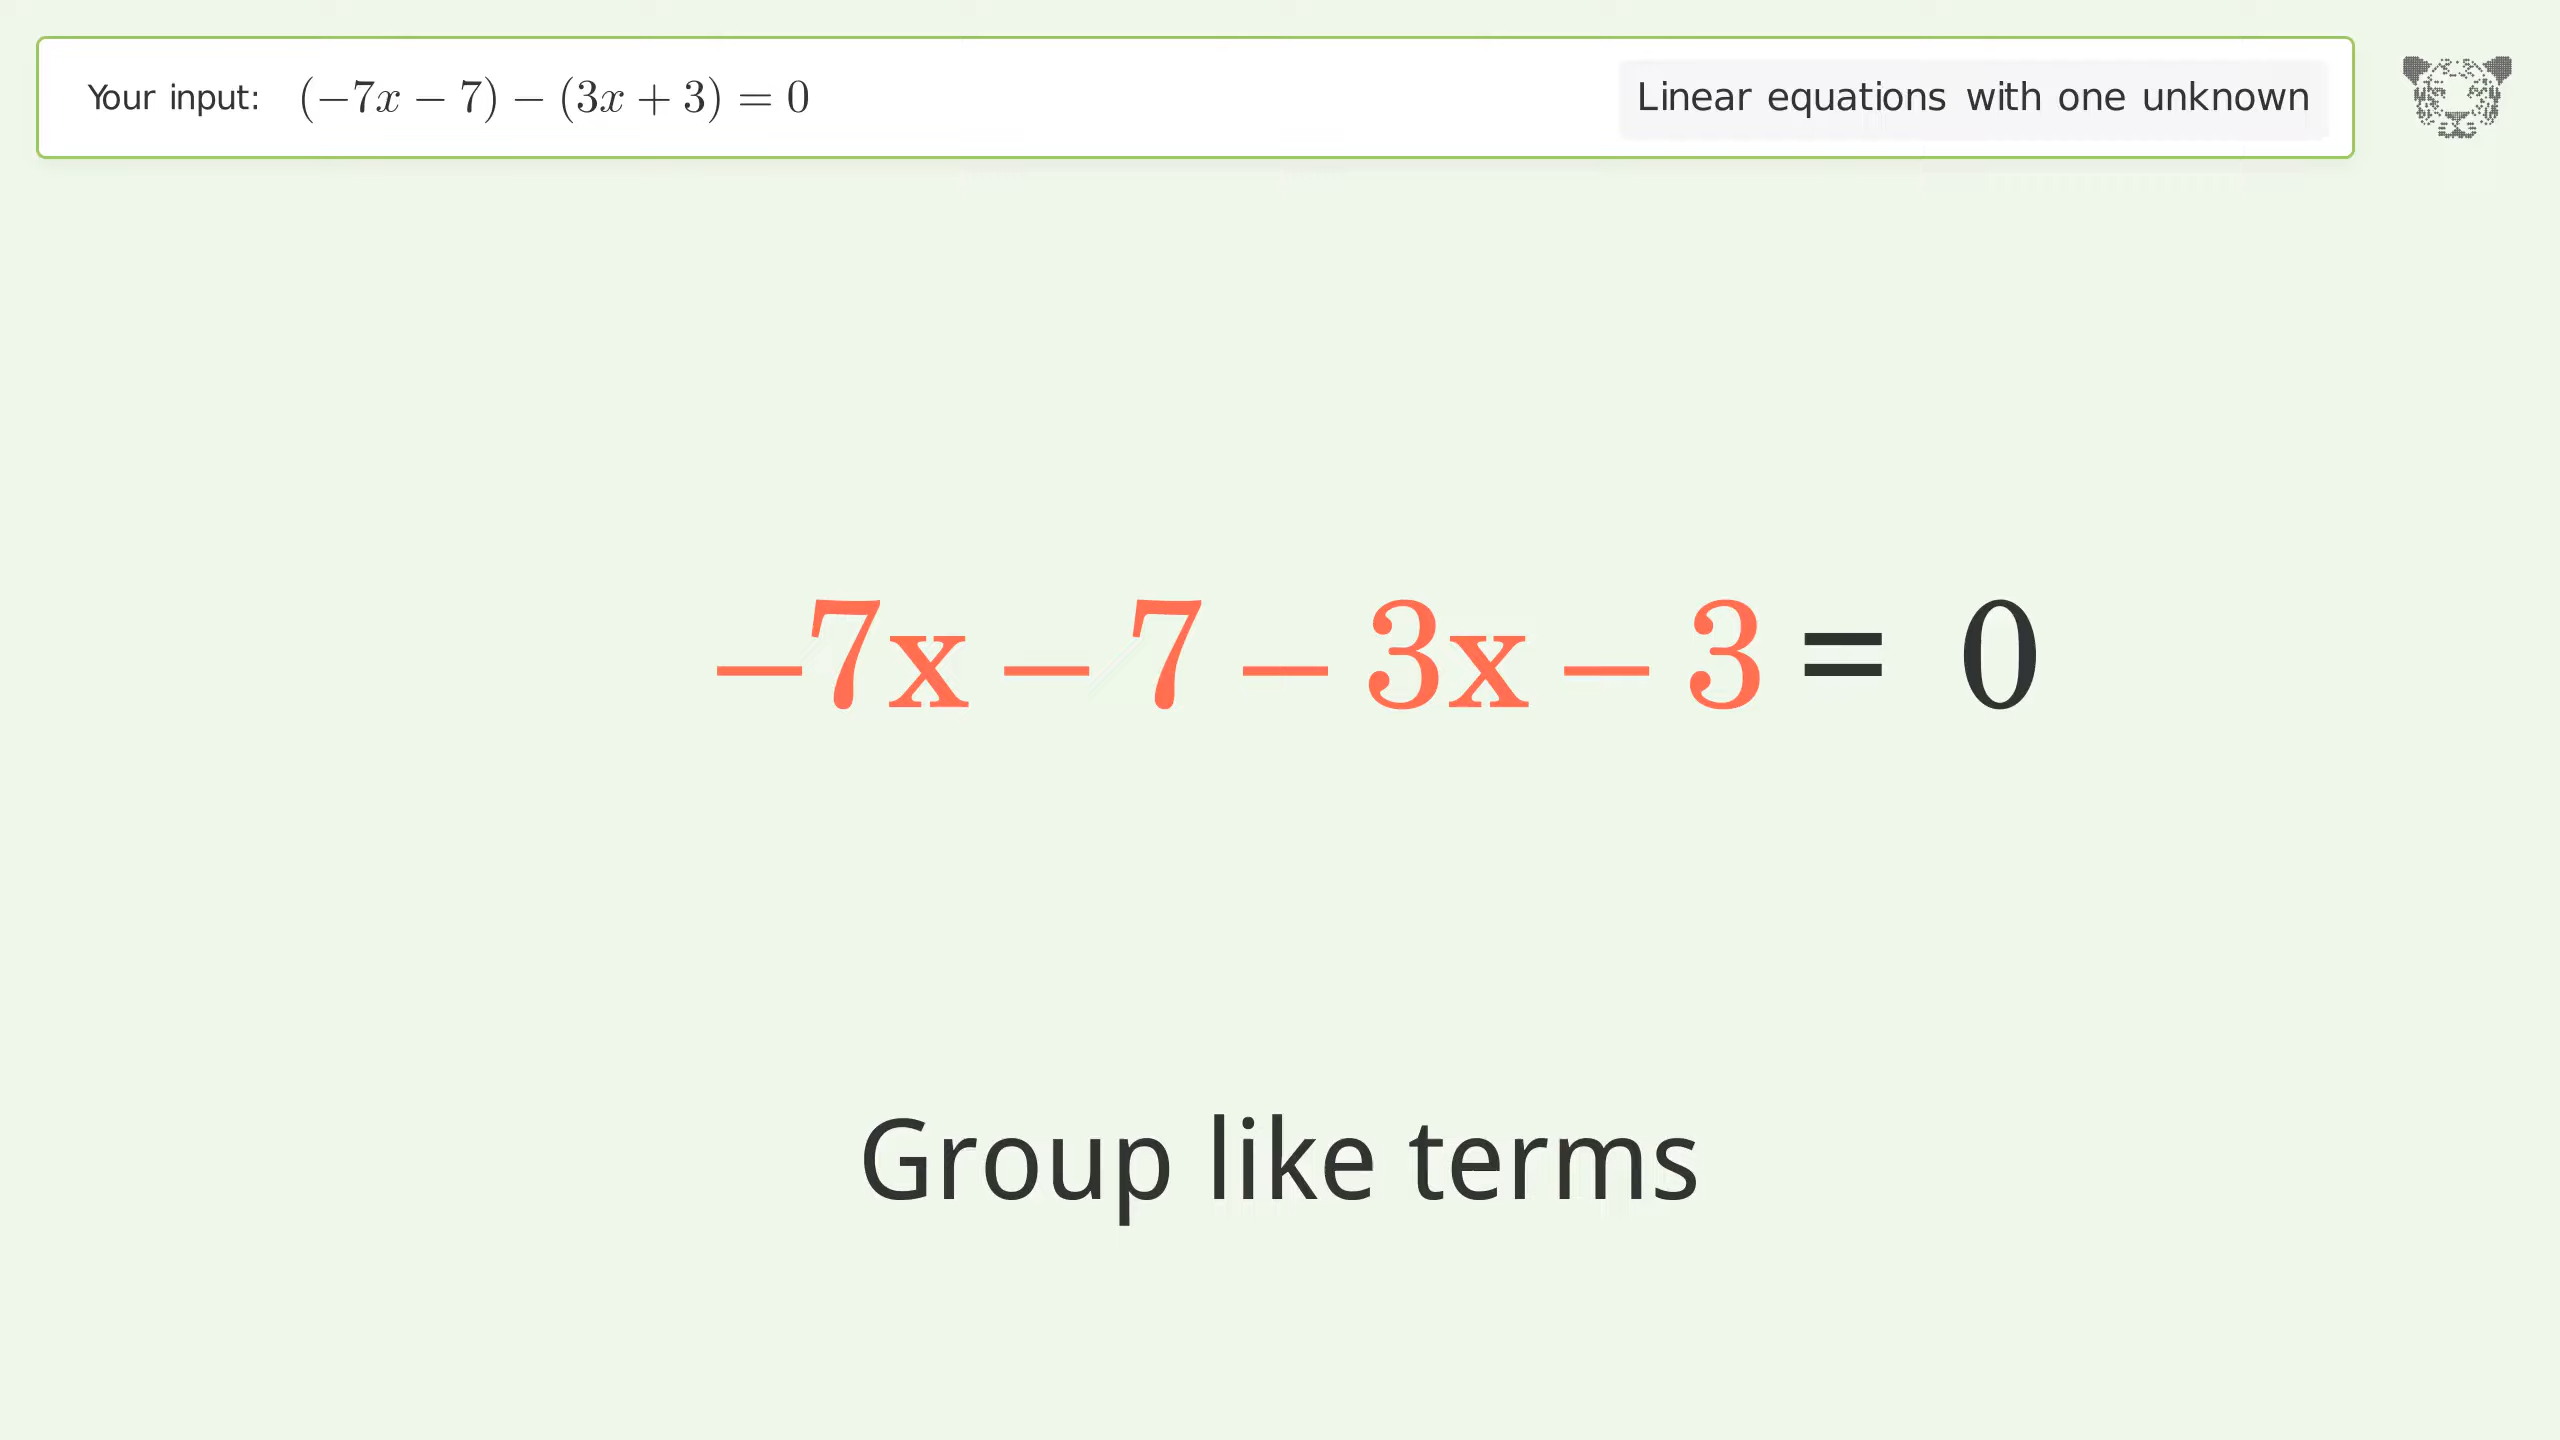 Your input: (−7x − 7) − (3x + 3) = 0
Linear equations with one unknown
−7x − 7 − 3x − 3 = 0
Group like terms